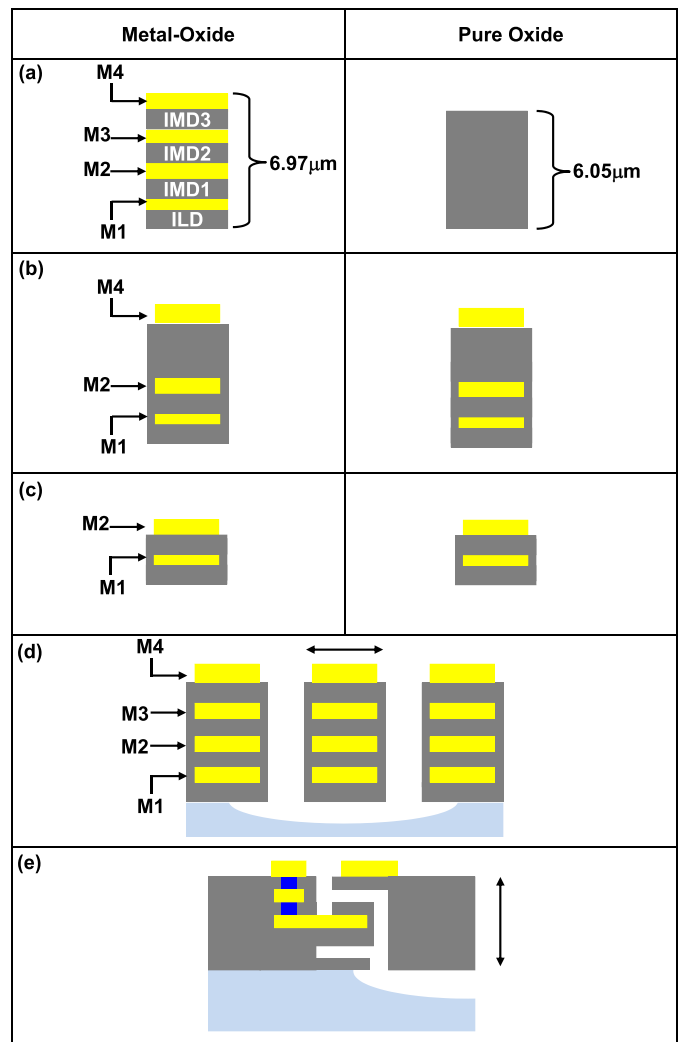 Metal-Oxide
Pure Oxide
(a)
M4
IMD3
M3
IMD2
M2
6.97μm
IMD1
M1
ILD
6.05μm
(b)
M4
M2
M1
(c)
M2
M1
(d)
M4
M3
M2
M1
(e)